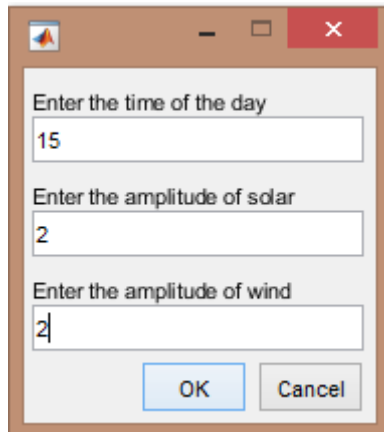 Enter the time of the day
15
Enter the amplitude of solar
2
Enter the amplitude of wind
2
OK Cancel